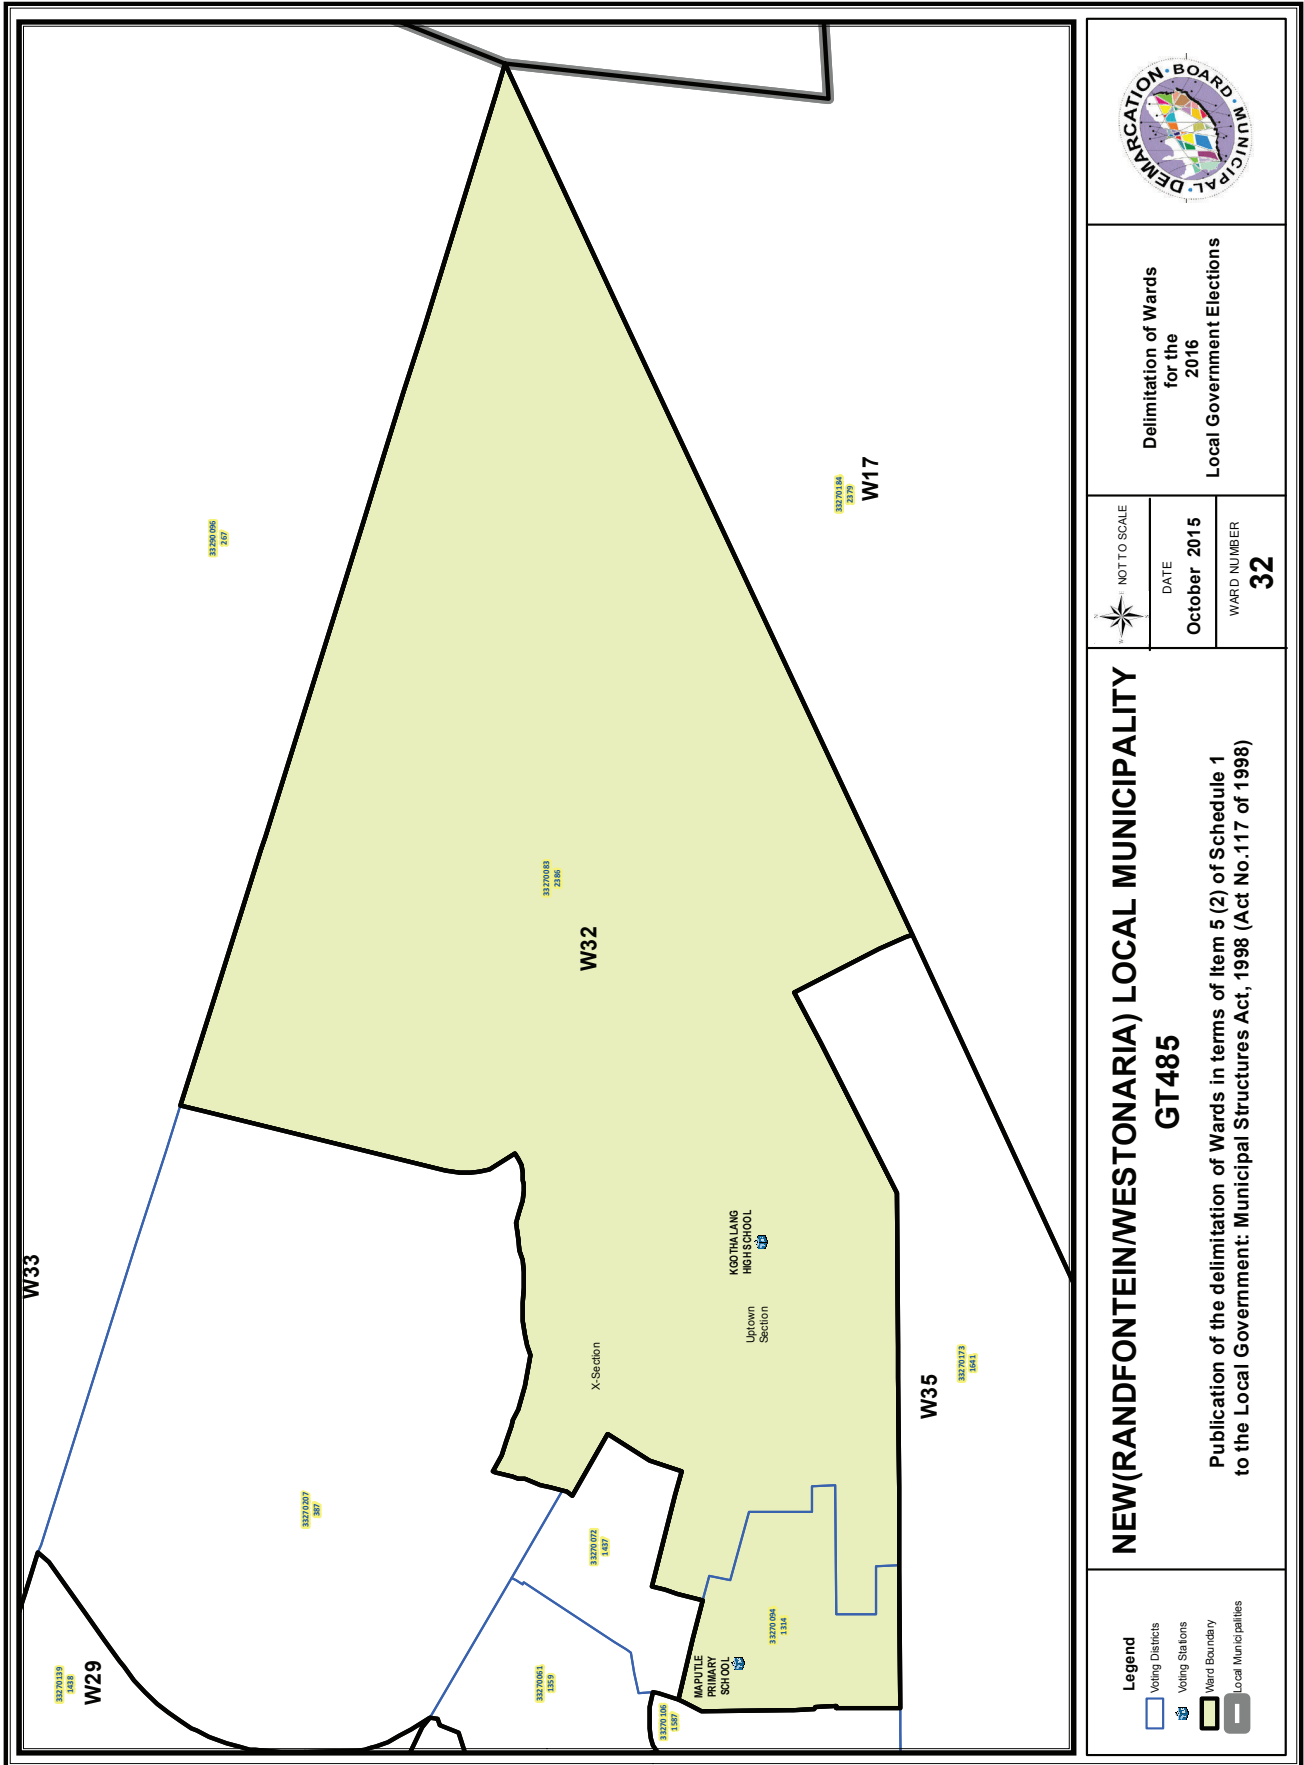 W33
33290096
267
33270184
2379
W17
33270083
2386
W32
KGOTHALANG
HIGH SCHOOL
Uptown
Section
X-Section
W35
33270173
1641
33270207
387
33270072
1437
33270139
1438
W29
33270061
1359
33270094
1314
MAPUTLE
PRIMARY
SCHOOL
33270106
1587
Legend
Voting Districts
Voting Stations
Ward Boundary
Local Municipalities
NEW(RANDFONTEIN/WESTONARIA) LOCAL MUNICIPALITY
GT485
Publication of the delimitation of Wards in terms of Item 5 (2) of Schedule 1
to the Local Government: Municipal Structures Act, 1998 (Act No.117 of 1998)
N
W
E
S
NOT TO SCALE
DATE
October 2015
WARD NUMBER
32
Delimitation of Wards
for the
2016
Local Government Elections
MUNICIPAL · DEMARCATION · BOARD ·